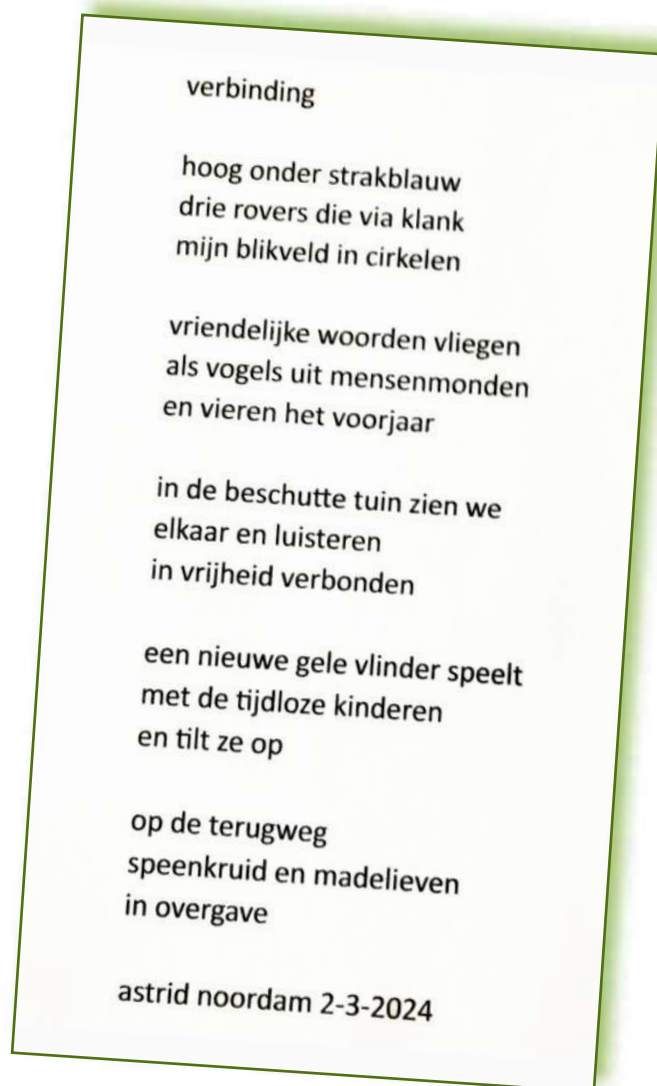 verbinding
hoog onder strakblauw
drie rovers die via klank
mijn blikveld in cirkelen
vriendelijke woorden vliegen
als vogels uit mensenmonden
en vieren het voorjaar
in de beschutte tuin zien we
elkaar en luisteren
in vrijheid verbonden
een nieuwe gele vlinder speelt
met de tijdloze kinderen
en tilt ze op
op de terugweg
speenkruid en madelieven
in overgave
astrid noordam 2-3-2024